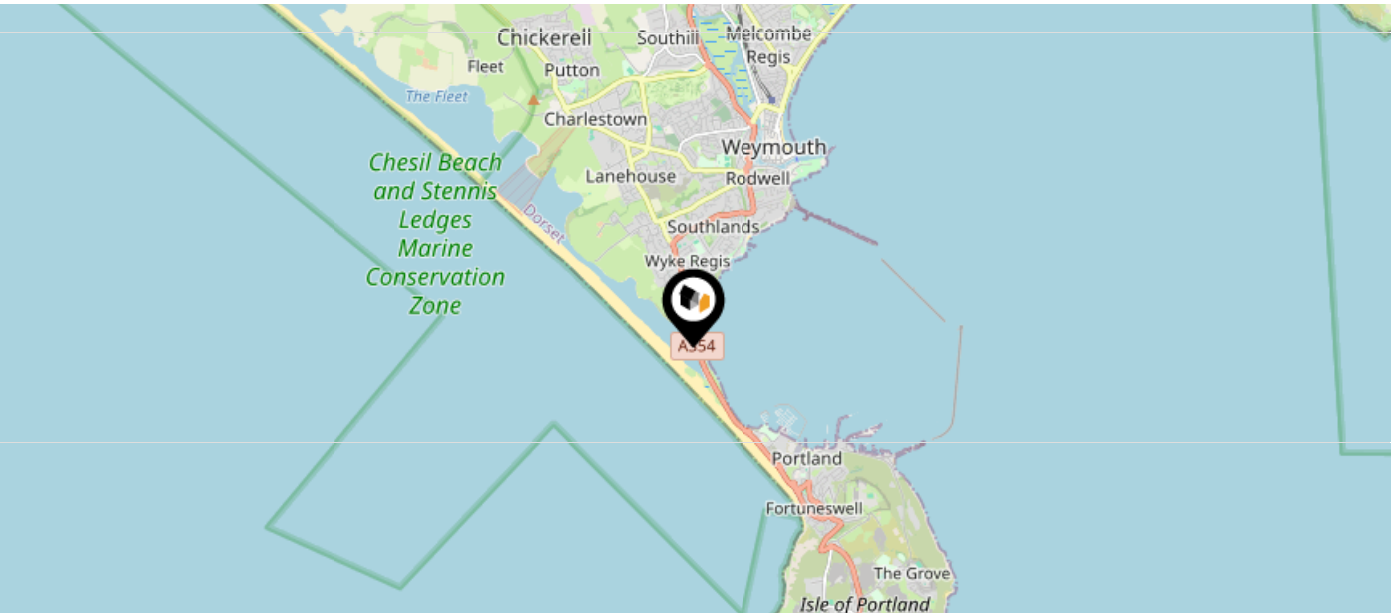 Chickerell
Southill
Melcombe
Regis
Fleet
Putton
The Fleet
Charlestown
Weymouth
Chesil Beach
and Stennis
Ledges
Marine
Conservation
Zone
Lanehouse
Rodwell
Dorset
Southlands
Wyke Regis
A354
Portland
Fortuneswell
The Grove
Isle of Portland